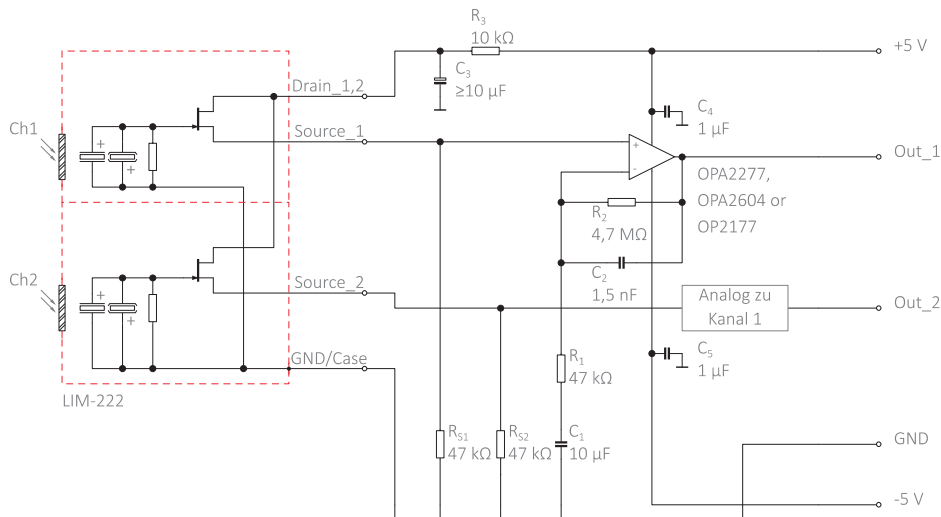 R3
10 kΩ
+5 V
Drain_1,2
C3
≥10 µF
C4
1 µF
Ch1
+
+
Source_1
+
-
Out_1
OPA2277,
OPA2604 or
OP2177
R2
4,7 MΩ
Ch2
+
+
Source_2
C2
1,5 nF
Analog zu
Kanal 1
Out_2
GND/Case
R1
47 kΩ
C5
1 µF
LIM-222
RS1
47 kΩ
RS2
47 kΩ
C1
10 µF
GND
-5 V